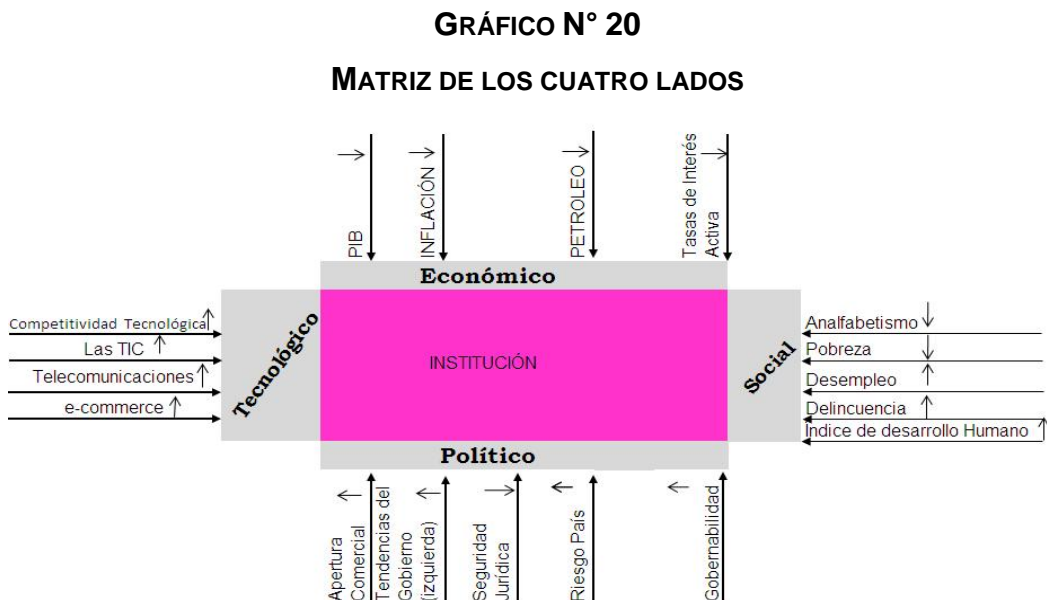 GRÁFICO N° 20
MATRIZ DE LOS CUATRO LADOS
PIB
INFLACIÓN
PETROLEO
Tasas de Interés
Activa
Económico
Competitividad Tecnológica
Las TIC
Telecomunicaciones
e-commerce
Tecnológico
INSTITUCIÓN
Social
Analfabetismo
Pobreza
Desempleo
Delincuencia
Índice de desarrollo Humano
Político
Apertura
Comercial
Tendencias del
Gobierno
(izquierda)
Seguridad
Jurídica
Riesgo País
Gobernabilidad